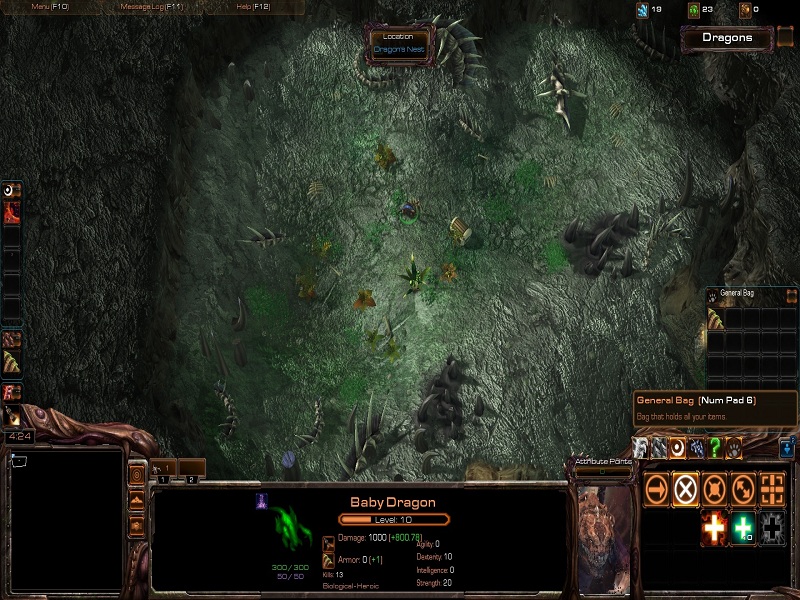 Menu (F10) Message Log (F11) Help (F12)
19 23 0
Location
Dragon's Nest
Dragons
General Bag
General Bag (Num Pad 6)
Bag that holds all your items.
4:24
1 2
Attribute Points
Baby Dragon
Level: 10
Damage: 1000 (+800.78)
Armor: 0 (+1)
Kills: 13
Biological-Heroic
300/300
50/50
Agility: 0
Dexterity: 10
Intelligence: 0
Strength: 20